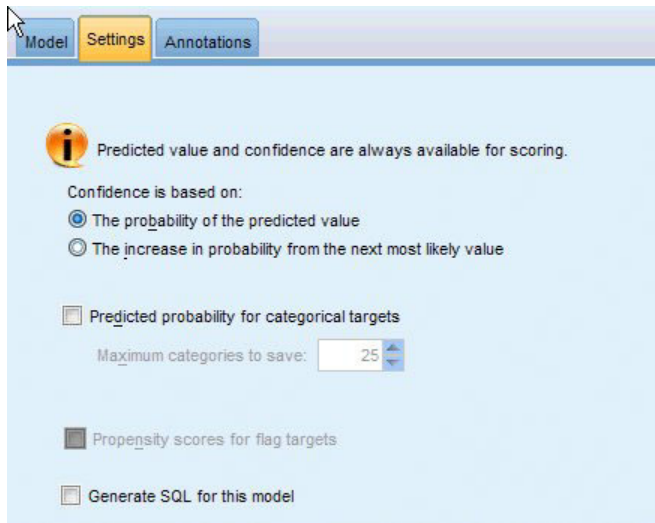 Model Settings Annotations
Predicted value and confidence are always available for scoring.
Confidence is based on:
The probability of the predicted value
The increase in probability from the next most likely value
Predicted probability for categorical targets
Maximum categories to save: 25
Propensity scores for flag targets
Generate SQL for this model